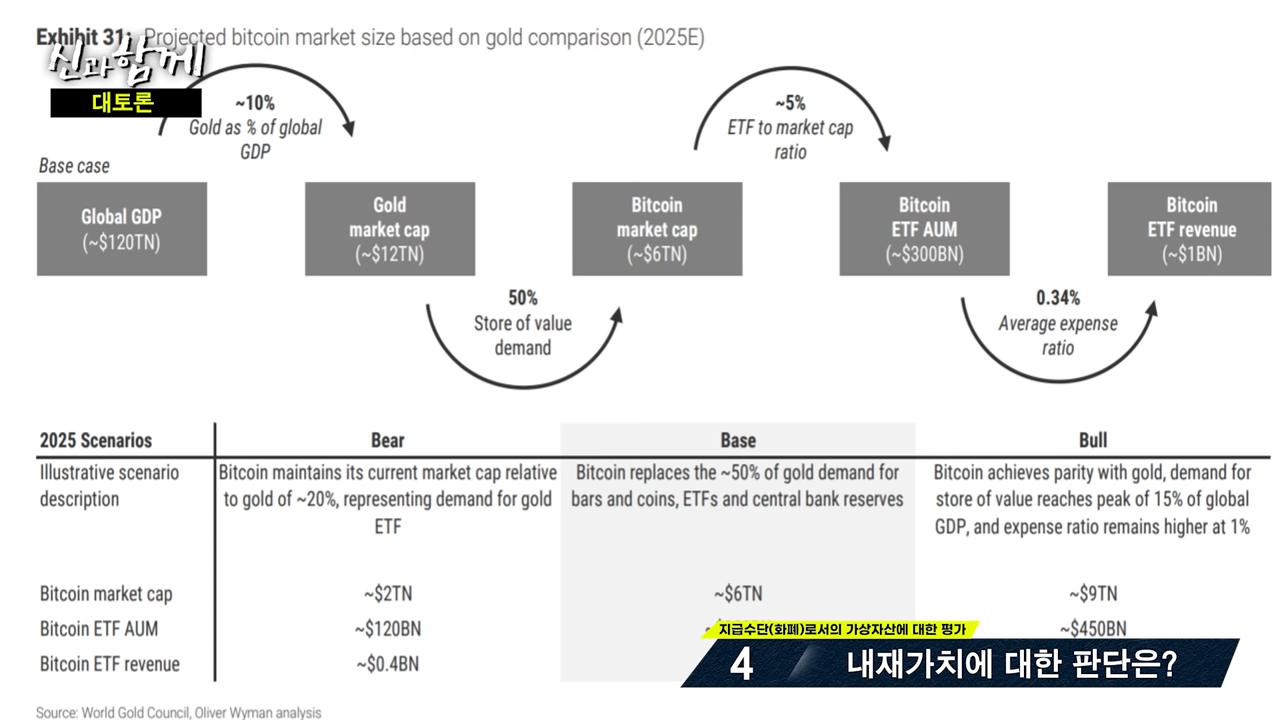 Exhibit 31: Projected bitcoin market size based on gold comparison (2025E)
신과함께
대토론
~10%
Gold as % of global
GDP
~5%
ETF to market cap
ratio
Base case
Global GDP
(~$120TN)
Gold
market cap
(~$12TN)
Bitcoin
market cap
(~$6TN)
Bitcoin
ETF AUM
(~$300BN)
Bitcoin
ETF revenue
(~$1BN)
50%
Store of value
demand
0.34%
Average expense
ratio
2025 Scenarios Bear Base Bull
Illustrative scenario
description
Bitcoin maintains its current market cap relative
to gold of ~20%, representing demand for gold
ETF
Bitcoin replaces the ~50% of gold demand for
bars and coins, ETFs and central bank reserves
Bitcoin achieves parity with gold, demand for
store of value reaches peak of 15% of global
GDP, and expense ratio remains higher at 1%
Bitcoin market cap ~$2TN ~$6TN ~$9TN
Bitcoin ETF AUM ~$120BN ~$450BN
Bitcoin ETF revenue ~$0.4BN
지급수단(화폐)로서의 가상자산에 대한 평가
4 내재가치에 대한 판단은?
Source: World Gold Council, Oliver Wyman analysis